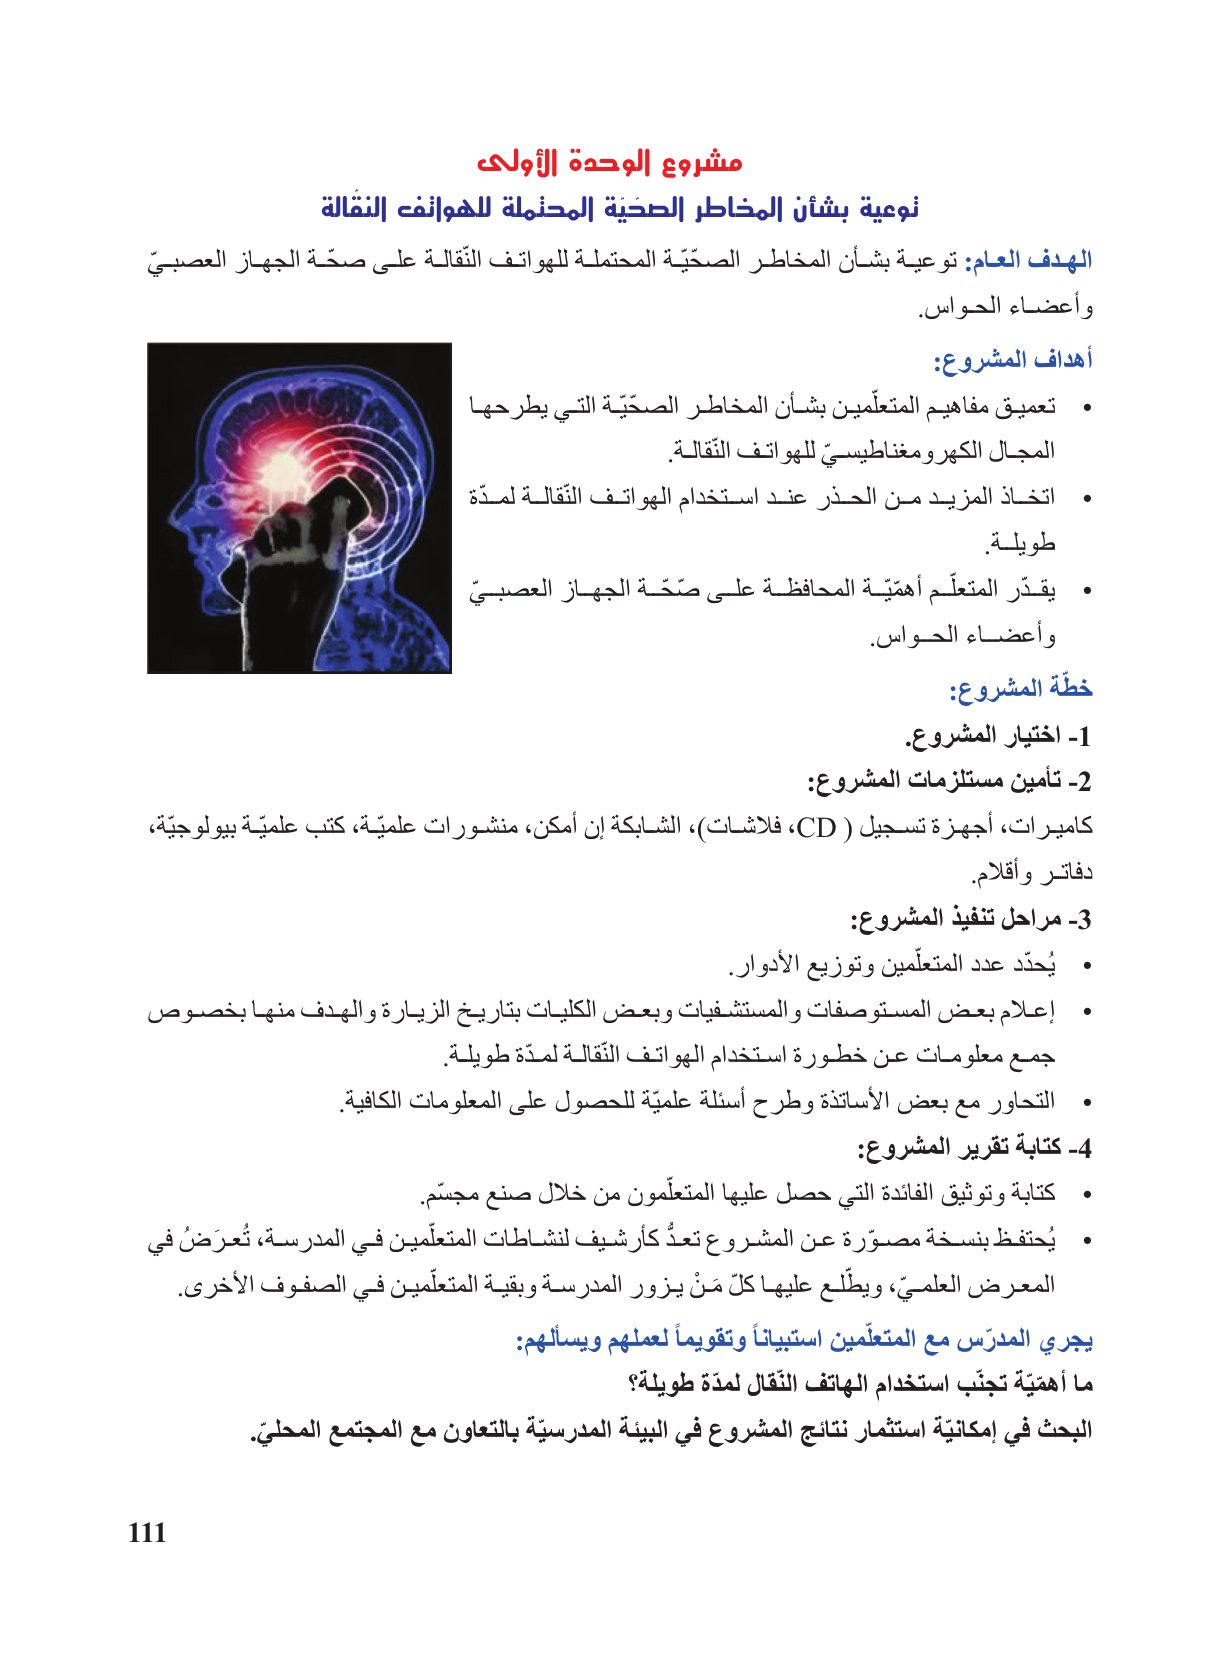 مشروع الوحدة الأولى
توعية بشأن المخاطر الصحّيّة المحتملة للهواتف النقّالة
الهدف العام: توعية بشأن المخاطر الصحّيّة المحتملة للهواتف النّقالة على صحّة الجهاز العصبيّ
وأعضاء الحواس.
أهداف المشروع:
• تعميق مفاهيم المتعلّمين بشأن المخاطر الصحّيّة التي يطرحها
المجال الكهرومغناطيسيّ للهواتف النّقالة.
• اتخاذ المزيد من الحذر عند استخدام الهواتف النّقالة لمدّة
طويلة.
• يقدّر المتعلّم أهمّيّة المحافظة على صّحّة الجهاز العصبيّ
وأعضاء الحواس.
خطّة المشروع:
1- اختيار المشروع.
2- تأمين مستلزمات المشروع:
كاميرات، أجهزة تسجيل ( CD، فلاشات)، الشابكة إن أمكن، منشورات علميّة، كتب علميّة بيولوجيّة،
دفاتر وأقلام.
3- مراحل تنفيذ المشروع:
• يُحدّد عدد المتعلّمين وتوزيع الأدوار.
• إعلام بعض المستوصفات والمستشفيات وبعض الكليات بتاريخ الزيارة والهدف منها بخصوص
جمع معلومات عن خطورة استخدام الهواتف النّقالة لمدّة طويلة.
• التحاور مع بعض الأساتذة وطرح أسئلة علميّة للحصول على المعلومات الكافية.
4- كتابة تقرير المشروع:
• كتابة وتوثيق الفائدة التي حصل عليها المتعلّمون من خلال صنع مجسّم.
• يُحتفظ بنسخة مصوّرة عن المشروع تعدُّ كأرشيف لنشاطات المتعلّمين في المدرسة، تُعرَضُ في
المعرض العلميّ، ويطّلع عليها كلّ مَنْ يزور المدرسة وبقية المتعلّمين في الصفوف الأخرى.
يجري المدرّس مع المتعلّمين استبياناً وتقويماً لعملهم ويسألهم:
ما أهمّيّة تجنّب استخدام الهاتف النّقال لمدّة طويلة؟
البحث في إمكانيّة استثمار نتائج المشروع في البيئة المدرسيّة بالتعاون مع المجتمع المحليّ.
111